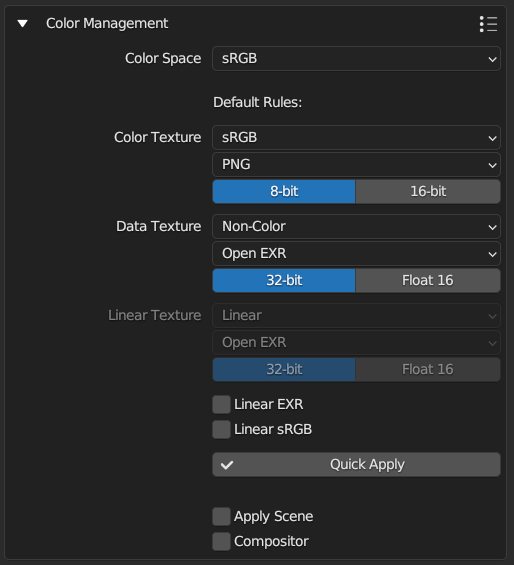 Color Management
Color Space sRGB
Default Rules:
Color Texture sRGB
PNG
8-bit 16-bit
Data Texture Non-Color
Open EXR
32-bit Float 16
Linear Texture Linear
Open EXR
32-bit Float 16
Linear EXR
Linear sRGB
Quick Apply
Apply Scene
Compositor